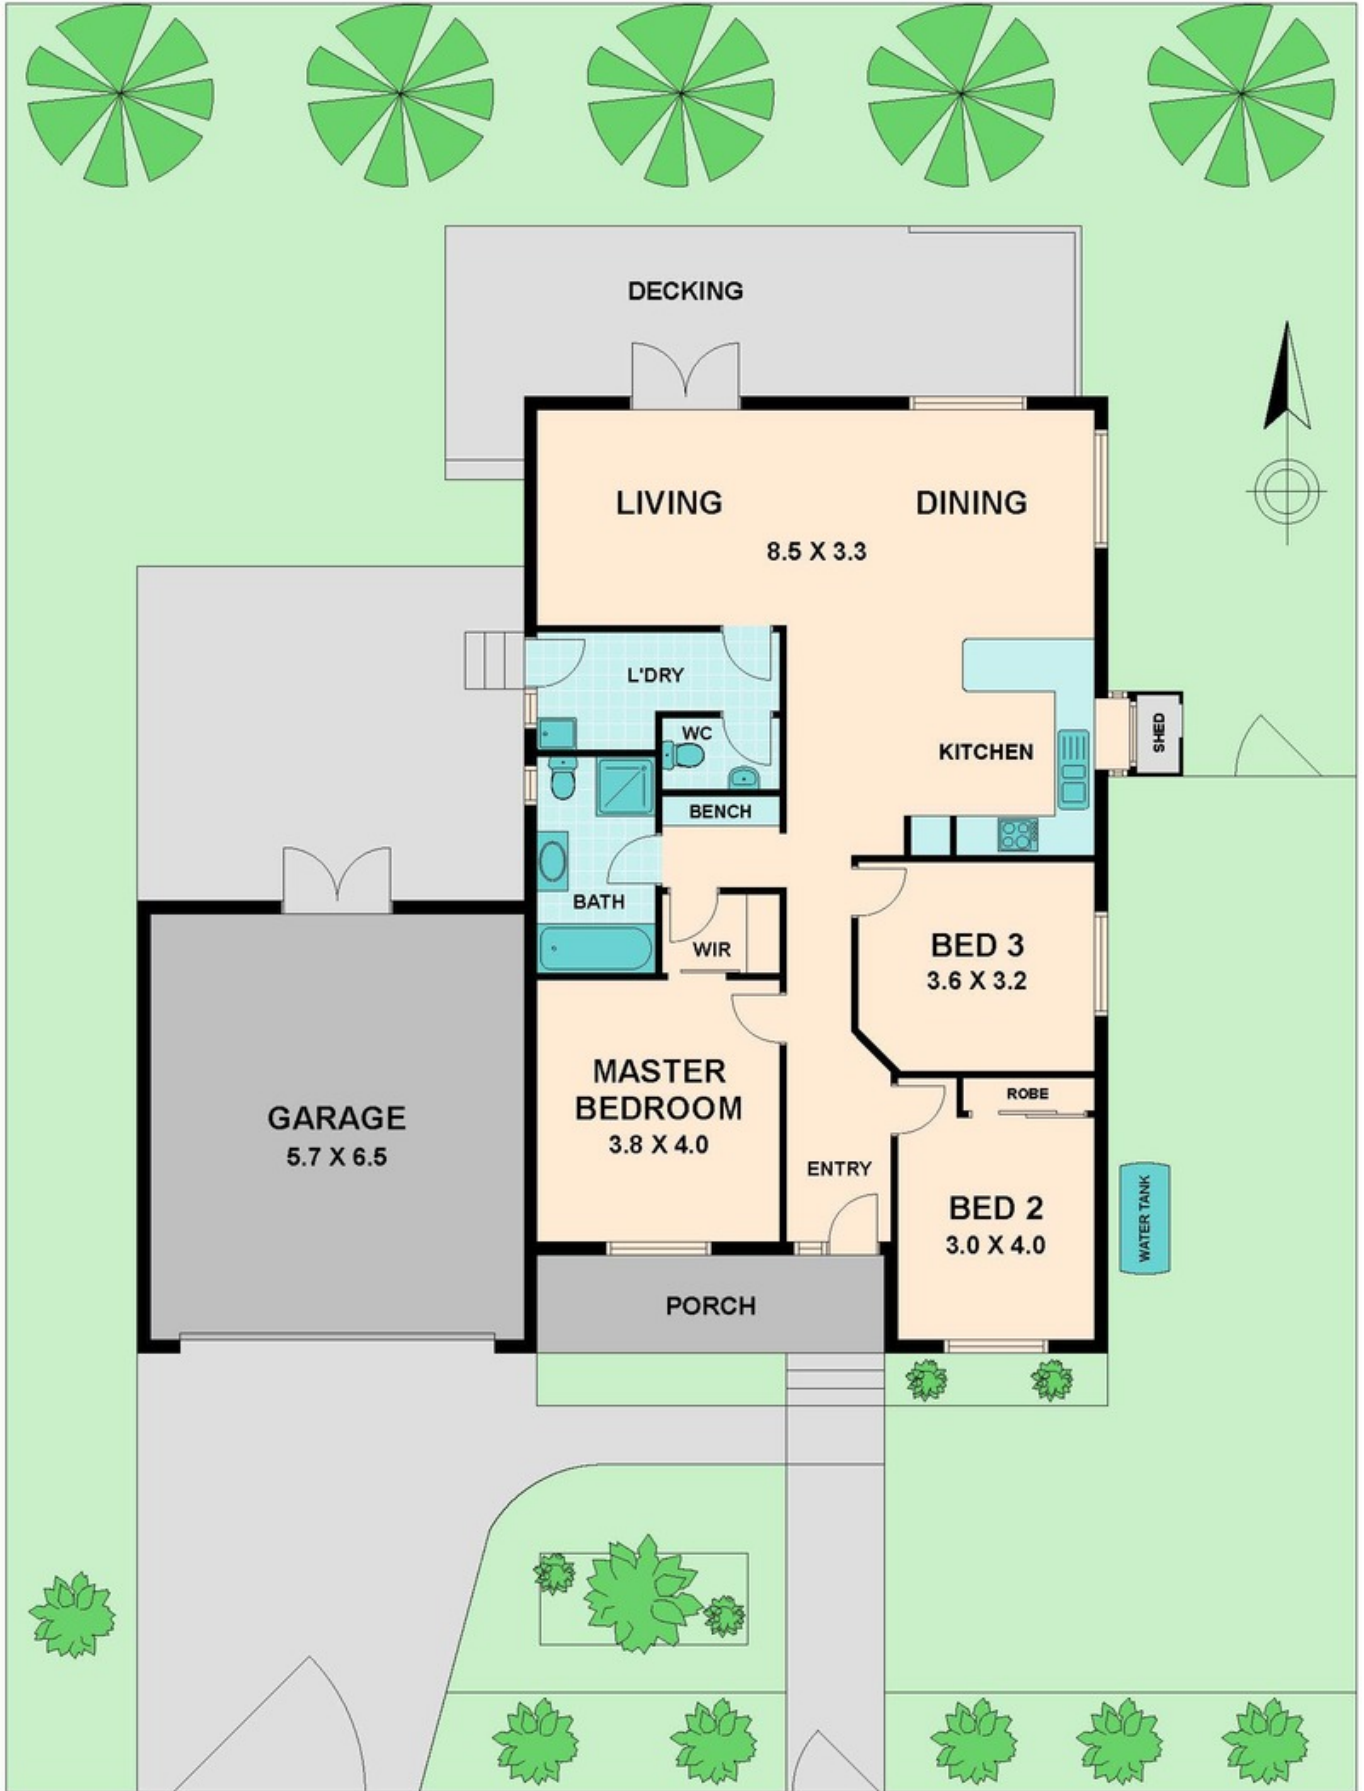 DECKING
LIVING
DINING
8.5 X 3.3
L'DRY
WC
KITCHEN
SHED
BENCH
BATH
WIR
BED 3
3.6 X 3.2
MASTER
BEDROOM
3.8 X 4.0
GARAGE
5.7 X 6.5
ROBE
ENTRY
BED 2
3.0 X 4.0
WATER TANK
PORCH